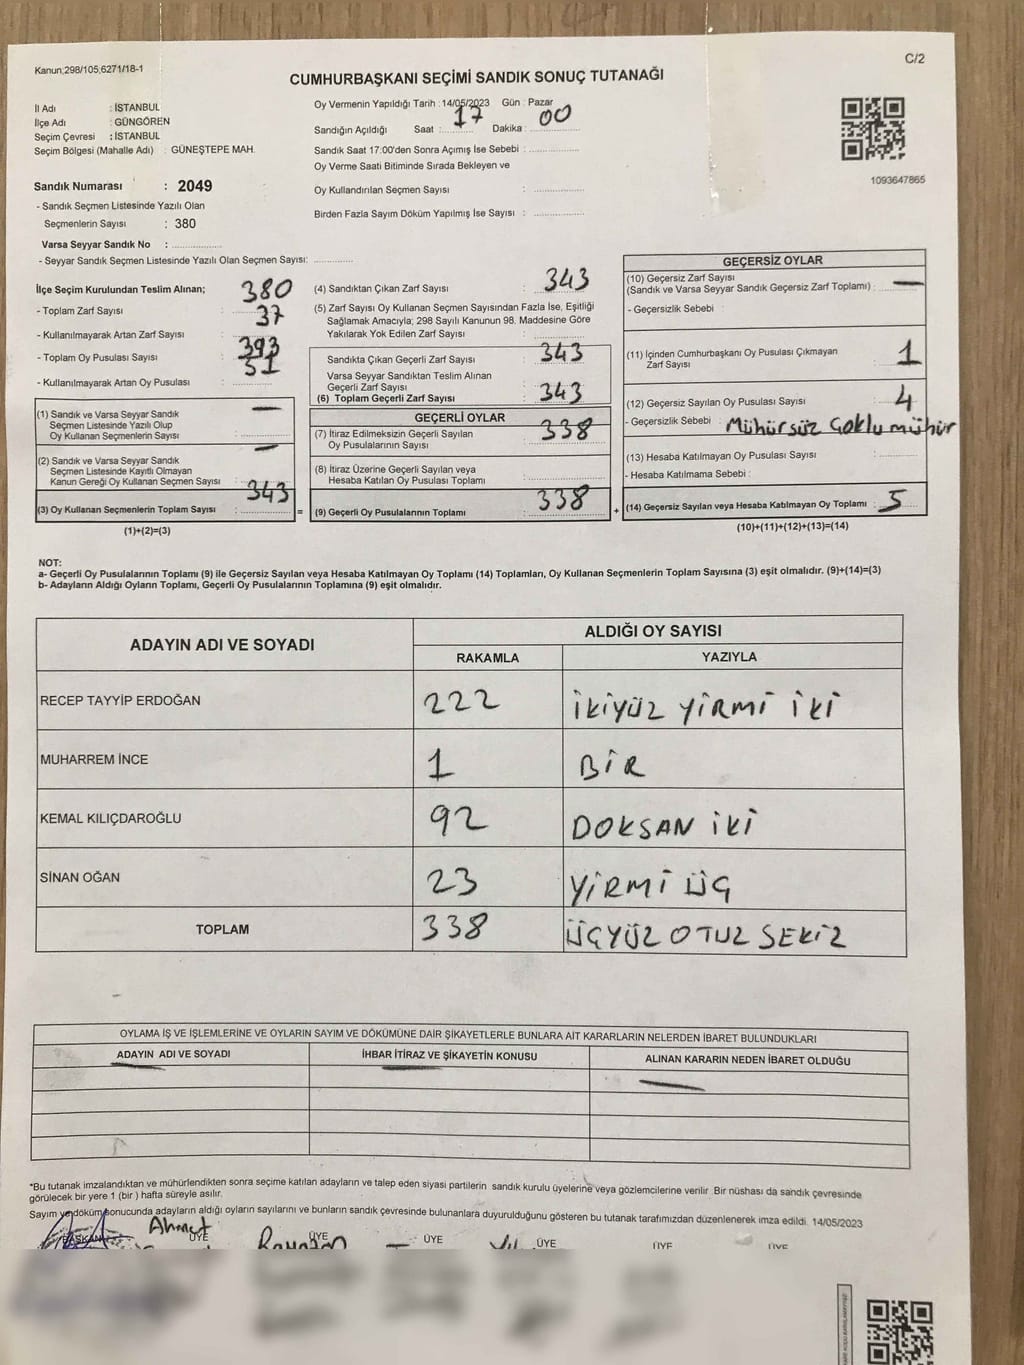 Kanun;298/105,6271/18-1
C/2
CUMHURBAŞKANI SEÇİMİ SANDIK SONUÇ TUTANAĞI
İl Adı : İSTANBUL
İlçe Adı : GÜNGÖREN
Seçim Çevresi : İSTANBUL
Seçim Bölgesi (Mahalle Adı) : GÜNEŞTEPE MAH.
Sandık Numarası : 2049
- Sandık Seçmen Listesinde Yazılı Olan
Seçmenlerin Sayısı : 380
Varsa Seyyar Sandık No :
- Seyyar Sandık Seçmen Listesinde Yazılı Olan Seçmen Sayısı:
Oy Vermenin Yapıldığı Tarih :14/05/2023 Gün : Pazar
Sandığın Açıldığı Saat : 17 Dakika : 00
Sandık Saat 17:00'den Sonra Açımış İse Sebebi :
Oy Verme Saati Bitiminde Sırada Bekleyen ve
Oy Kullandırılan Seçmen Sayısı :
Birden Fazla Sayım Döküm Yapılmış İse Sayısı :
1093647865
İlçe Seçim Kurulundan Teslim Alınan;
- Toplam Zarf Sayısı : 380
- Kullanılmayarak Artan Zarf Sayısı : 37
- Toplam Oy Pusulası Sayısı : 393
- Kullanılmayarak Artan Oy Pusulası : 51
(1) Sandık ve Varsa Seyyar Sandık
Seçmen Listesinde Yazılı Olup
Oy Kullanan Seçmenlerin Sayısı :
(2) Sandık ve Varsa Seyyar Sandık
Seçmen Listesinde Kayıtlı Olmayan
Kanun Gereği Oy Kullanan Seçmen Sayısı :
(3) Oy Kullanan Seçmenlerin Toplam Sayısı : 343 =
(1)+(2)=(3)
(4) Sandıktan Çıkan Zarf Sayısı : 343
(5) Zarf Sayısı Oy Kullanan Seçmen Sayısından Fazla İse, Eşitliği
Sağlamak Amacıyla; 298 Sayılı Kanunun 98. Maddesine Göre
Yakılarak Yok Edilen Zarf Sayısı :
Sandıkta Çıkan Geçerli Zarf Sayısı : 343
Varsa Seyyar Sandıktan Teslim Alınan
Geçerli Zarf Sayısı :
(6) Toplam Geçerli Zarf Sayısı : 343
GEÇERLİ OYLAR
(7) İtiraz Edilmeksizin Geçerli Sayılan : 338
Oy Pusulalarının Sayısı
(8) İtiraz Üzerine Geçerli Sayılan veya
Hesaba Katılan Oy Pusulası Toplamı :
(9) Geçerli Oy Pusulalarının Toplamı : 338 +
GEÇERSİZ OYLAR
(10) Geçersiz Zarf Sayısı
(Sandık ve Varsa Seyyar Sandık Geçersiz Zarf Toplamı) : —
- Geçersizlik Sebebi :
(11) İçinden Cumhurbaşkanı Oy Pusulası Çıkmayan
Zarf Sayısı : 1
(12) Geçersiz Sayılan Oy Pusulası Sayısı : 4
- Geçersizlik Sebebi : Mühürsüz Çoklu mühür
(13) Hesaba Katılmayan Oy Pusulası Sayısı :
- Hesaba Katılmama Sebebi :
(14) Geçersiz Sayılan veya Hesaba Katılmayan Oy Toplamı : 5
(10)+(11)+(12)+(13)=(14)
NOT:
a- Geçerli Oy Pusulalarının Toplamı (9) ile Geçersiz Sayılan veya Hesaba Katılmayan Oy Toplamı (14) Toplamları, Oy Kullanan Seçmenlerin Toplam Sayısına (3) eşit olmalıdır. (9)+(14)=(3)
b- Adayların Aldığı Oyların Toplamı, Geçerli Oy Pusulalarının Toplamına (9) eşit olmalıdır.
ADAYIN ADI VE SOYADI
ALDIĞI OY SAYISI
RAKAMLA YAZIYLA
RECEP TAYYİP ERDOĞAN 222 İKİYÜZ YİRMİ İKİ
MUHARREM İNCE 1 BİR
KEMAL KILIÇDAROĞLU 92 DOKSAN İKİ
SİNAN OĞAN 23 YİRMİ ÜÇ
TOPLAM 338 ÜÇYÜZ OTUZ SEKİZ
OYLAMA İŞ VE İŞLEMLERİNE VE OYLARIN SAYIM VE DÖKÜMÜNE DAİR ŞİKAYETLERLE BUNLARA AİT KARARLARIN NELERDEN İBARET BULUNDUKLARI
ADAYIN ADI VE SOYADI İHBAR İTİRAZ VE ŞİKAYETİN KONUSU ALINAN KARARIN NEDEN İBARET OLDUĞU
*Bu tutanak imzalandıktan ve mühürlendikten sonra seçime katılan adayların ve talep eden siyasi partilerin sandık kurulu üyelerine veya gözlemcilerine verilir Bir nüshası da sandık çevresinde
görülecek bir yere 1 (bir ) hafta süreyle asılır.
Sayım ve döküm sonucunda adayların aldığı oyların sayılarını ve bunların sandık çevresinde bulunanlara duyurulduğunu gösteren bu tutanak tarafımızdan düzenlenerek imza edildi. 14/05/2023
BAŞKAN Ahmet ÜYE ÜYE ÜYE ÜYE ÜYE ÜYE